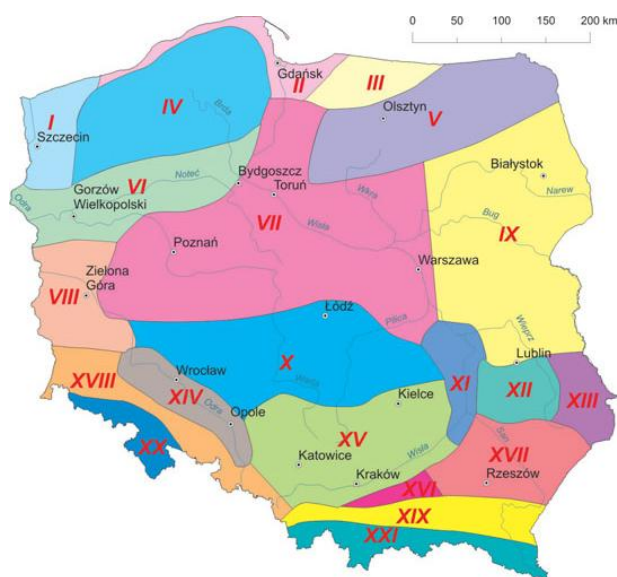 0 50 100 150 200 km
Gdańsk
II
III
I
IV
Brda
Olsztyn
V
Szczecin
Białystok
VI
Noteć
Bydgoszcz
Toruń
Wkra
Narew
Odra
Gorzów
Wielkopolski
VII
Wisła
Bug
IX
Poznań
Warszawa
VIII
Zielona
Góra
Łódź
Pilica
Wieprz
X
XI
Lublin
XVIII
Wrocław
XIV
Odra
Warta
Kielce
XII
XIII
Opole
XX
XV
Wisła
San
XVII
Katowice
Kraków
XVI
Rzeszów
XIX
XXI